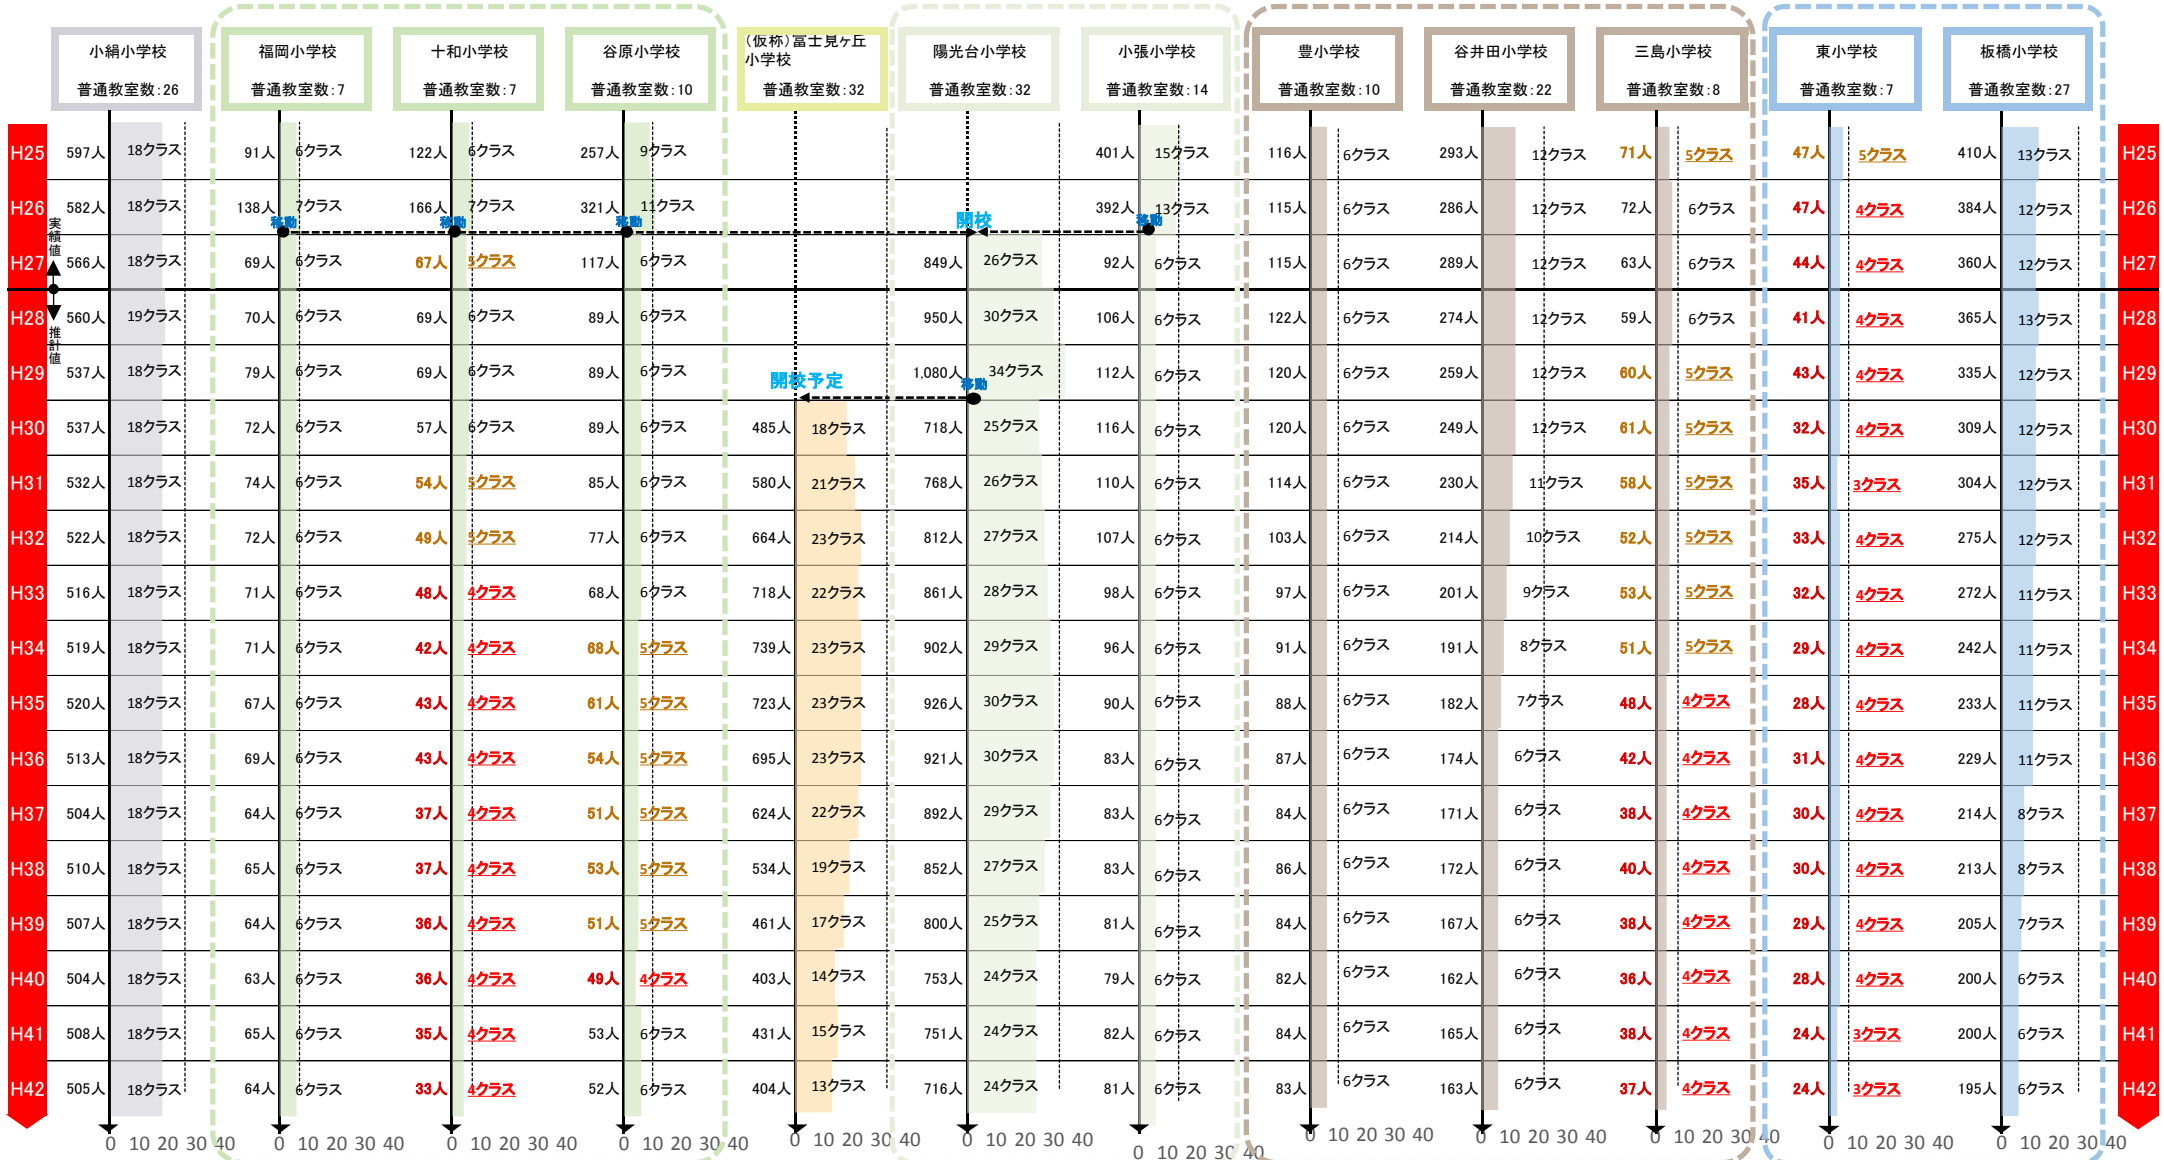 小絹小学校 福岡小学校 十和小学校 谷原小学校 (仮称)富士見ヶ丘小学校 陽光台小学校 小張小学校 豊小学校 谷井田小学校 三島小学校 東小学校 板橋小学校
普通教室数:26 普通教室数:7 普通教室数:7 普通教室数:10 普通教室数:32 普通教室数:32 普通教室数:14 普通教室数:10 普通教室数:22 普通教室数:8 普通教室数:7 普通教室数:27
H25 597人 18クラス 91人 6クラス 122人 6クラス 257人 9クラス 401人 15クラス 116人 6クラス 293人 12クラス 71人 5クラス 47人 5クラス 410人 13クラス H25
H26 582人 18クラス 138人 7クラス 166人 7クラス 321人 11クラス 392人 13クラス 115人 6クラス 286人 12クラス 72人 6クラス 47人 4クラス 384人 12クラス H26
移動 移動 移動 開校 移動
実績値
H27 566人 18クラス 69人 6クラス 67人 5クラス 117人 6クラス 849人 26クラス 92人 6クラス 115人 6クラス 289人 12クラス 63人 6クラス 44人 4クラス 360人 12クラス H27
H28 560人 19クラス 70人 6クラス 69人 6クラス 89人 6クラス 950人 30クラス 106人 6クラス 122人 6クラス 274人 12クラス 59人 6クラス 41人 4クラス 365人 13クラス H28
推計値
H29 537人 18クラス 79人 6クラス 69人 6クラス 89人 6クラス 1,080人 34クラス 112人 6クラス 120人 6クラス 259人 12クラス 60人 5クラス 43人 4クラス 335人 12クラス H29
開校予定 移動
H30 537人 18クラス 72人 6クラス 57人 6クラス 89人 6クラス 485人 18クラス 718人 25クラス 116人 6クラス 120人 6クラス 249人 12クラス 61人 5クラス 32人 4クラス 309人 12クラス H30
H31 532人 18クラス 74人 6クラス 54人 5クラス 85人 6クラス 580人 21クラス 768人 26クラス 110人 6クラス 114人 6クラス 230人 11クラス 58人 5クラス 35人 3クラス 304人 12クラス H31
H32 522人 18クラス 72人 6クラス 49人 5クラス 77人 6クラス 664人 23クラス 812人 27クラス 107人 6クラス 103人 6クラス 214人 10クラス 52人 5クラス 33人 4クラス 275人 12クラス H32
H33 516人 18クラス 71人 6クラス 48人 4クラス 68人 6クラス 718人 22クラス 861人 28クラス 98人 6クラス 97人 6クラス 201人 9クラス 53人 5クラス 32人 4クラス 272人 11クラス H33
H34 519人 18クラス 71人 6クラス 42人 4クラス 68人 5クラス 739人 23クラス 902人 29クラス 96人 6クラス 91人 6クラス 191人 8クラス 51人 5クラス 29人 4クラス 242人 11クラス H34
H35 520人 18クラス 67人 6クラス 43人 4クラス 61人 5クラス 723人 23クラス 926人 30クラス 90人 6クラス 88人 6クラス 182人 7クラス 48人 4クラス 28人 4クラス 233人 11クラス H35
H36 513人 18クラス 69人 6クラス 43人 4クラス 54人 5クラス 695人 23クラス 921人 30クラス 83人 6クラス 87人 6クラス 174人 6クラス 42人 4クラス 31人 4クラス 229人 11クラス H36
H37 504人 18クラス 64人 6クラス 37人 4クラス 51人 5クラス 624人 22クラス 892人 29クラス 83人 6クラス 84人 6クラス 171人 6クラス 38人 4クラス 30人 4クラス 214人 8クラス H37
H38 510人 18クラス 65人 6クラス 37人 4クラス 53人 5クラス 534人 19クラス 852人 27クラス 83人 6クラス 86人 6クラス 172人 6クラス 40人 4クラス 30人 4クラス 213人 8クラス H38
H39 507人 18クラス 64人 6クラス 36人 4クラス 51人 5クラス 461人 17クラス 800人 25クラス 81人 6クラス 84人 6クラス 167人 6クラス 38人 4クラス 29人 4クラス 205人 7クラス H39
H40 504人 18クラス 63人 6クラス 36人 4クラス 49人 4クラス 403人 14クラス 753人 24クラス 79人 6クラス 82人 6クラス 162人 6クラス 36人 4クラス 28人 4クラス 200人 6クラス H40
H41 508人 18クラス 65人 6クラス 35人 4クラス 53人 6クラス 431人 15クラス 751人 24クラス 82人 6クラス 84人 6クラス 165人 6クラス 38人 4クラス 24人 3クラス 200人 6クラス H41
H42 505人 18クラス 64人 6クラス 33人 4クラス 52人 6クラス 404人 13クラス 716人 24クラス 81人 6クラス 83人 6クラス 163人 6クラス 37人 4クラス 24人 3クラス 195人 6クラス H42
0 10 20 30 40 0 10 20 30 40 0 10 20 30 40 0 10 20 30 40 0 10 20 30 40 0 10 20 30 40 0 10 20 30 40 0 10 20 30 40 0 10 20 30 40 0 10 20 30 40 0 10 20 30 40 0 10 20 30 40